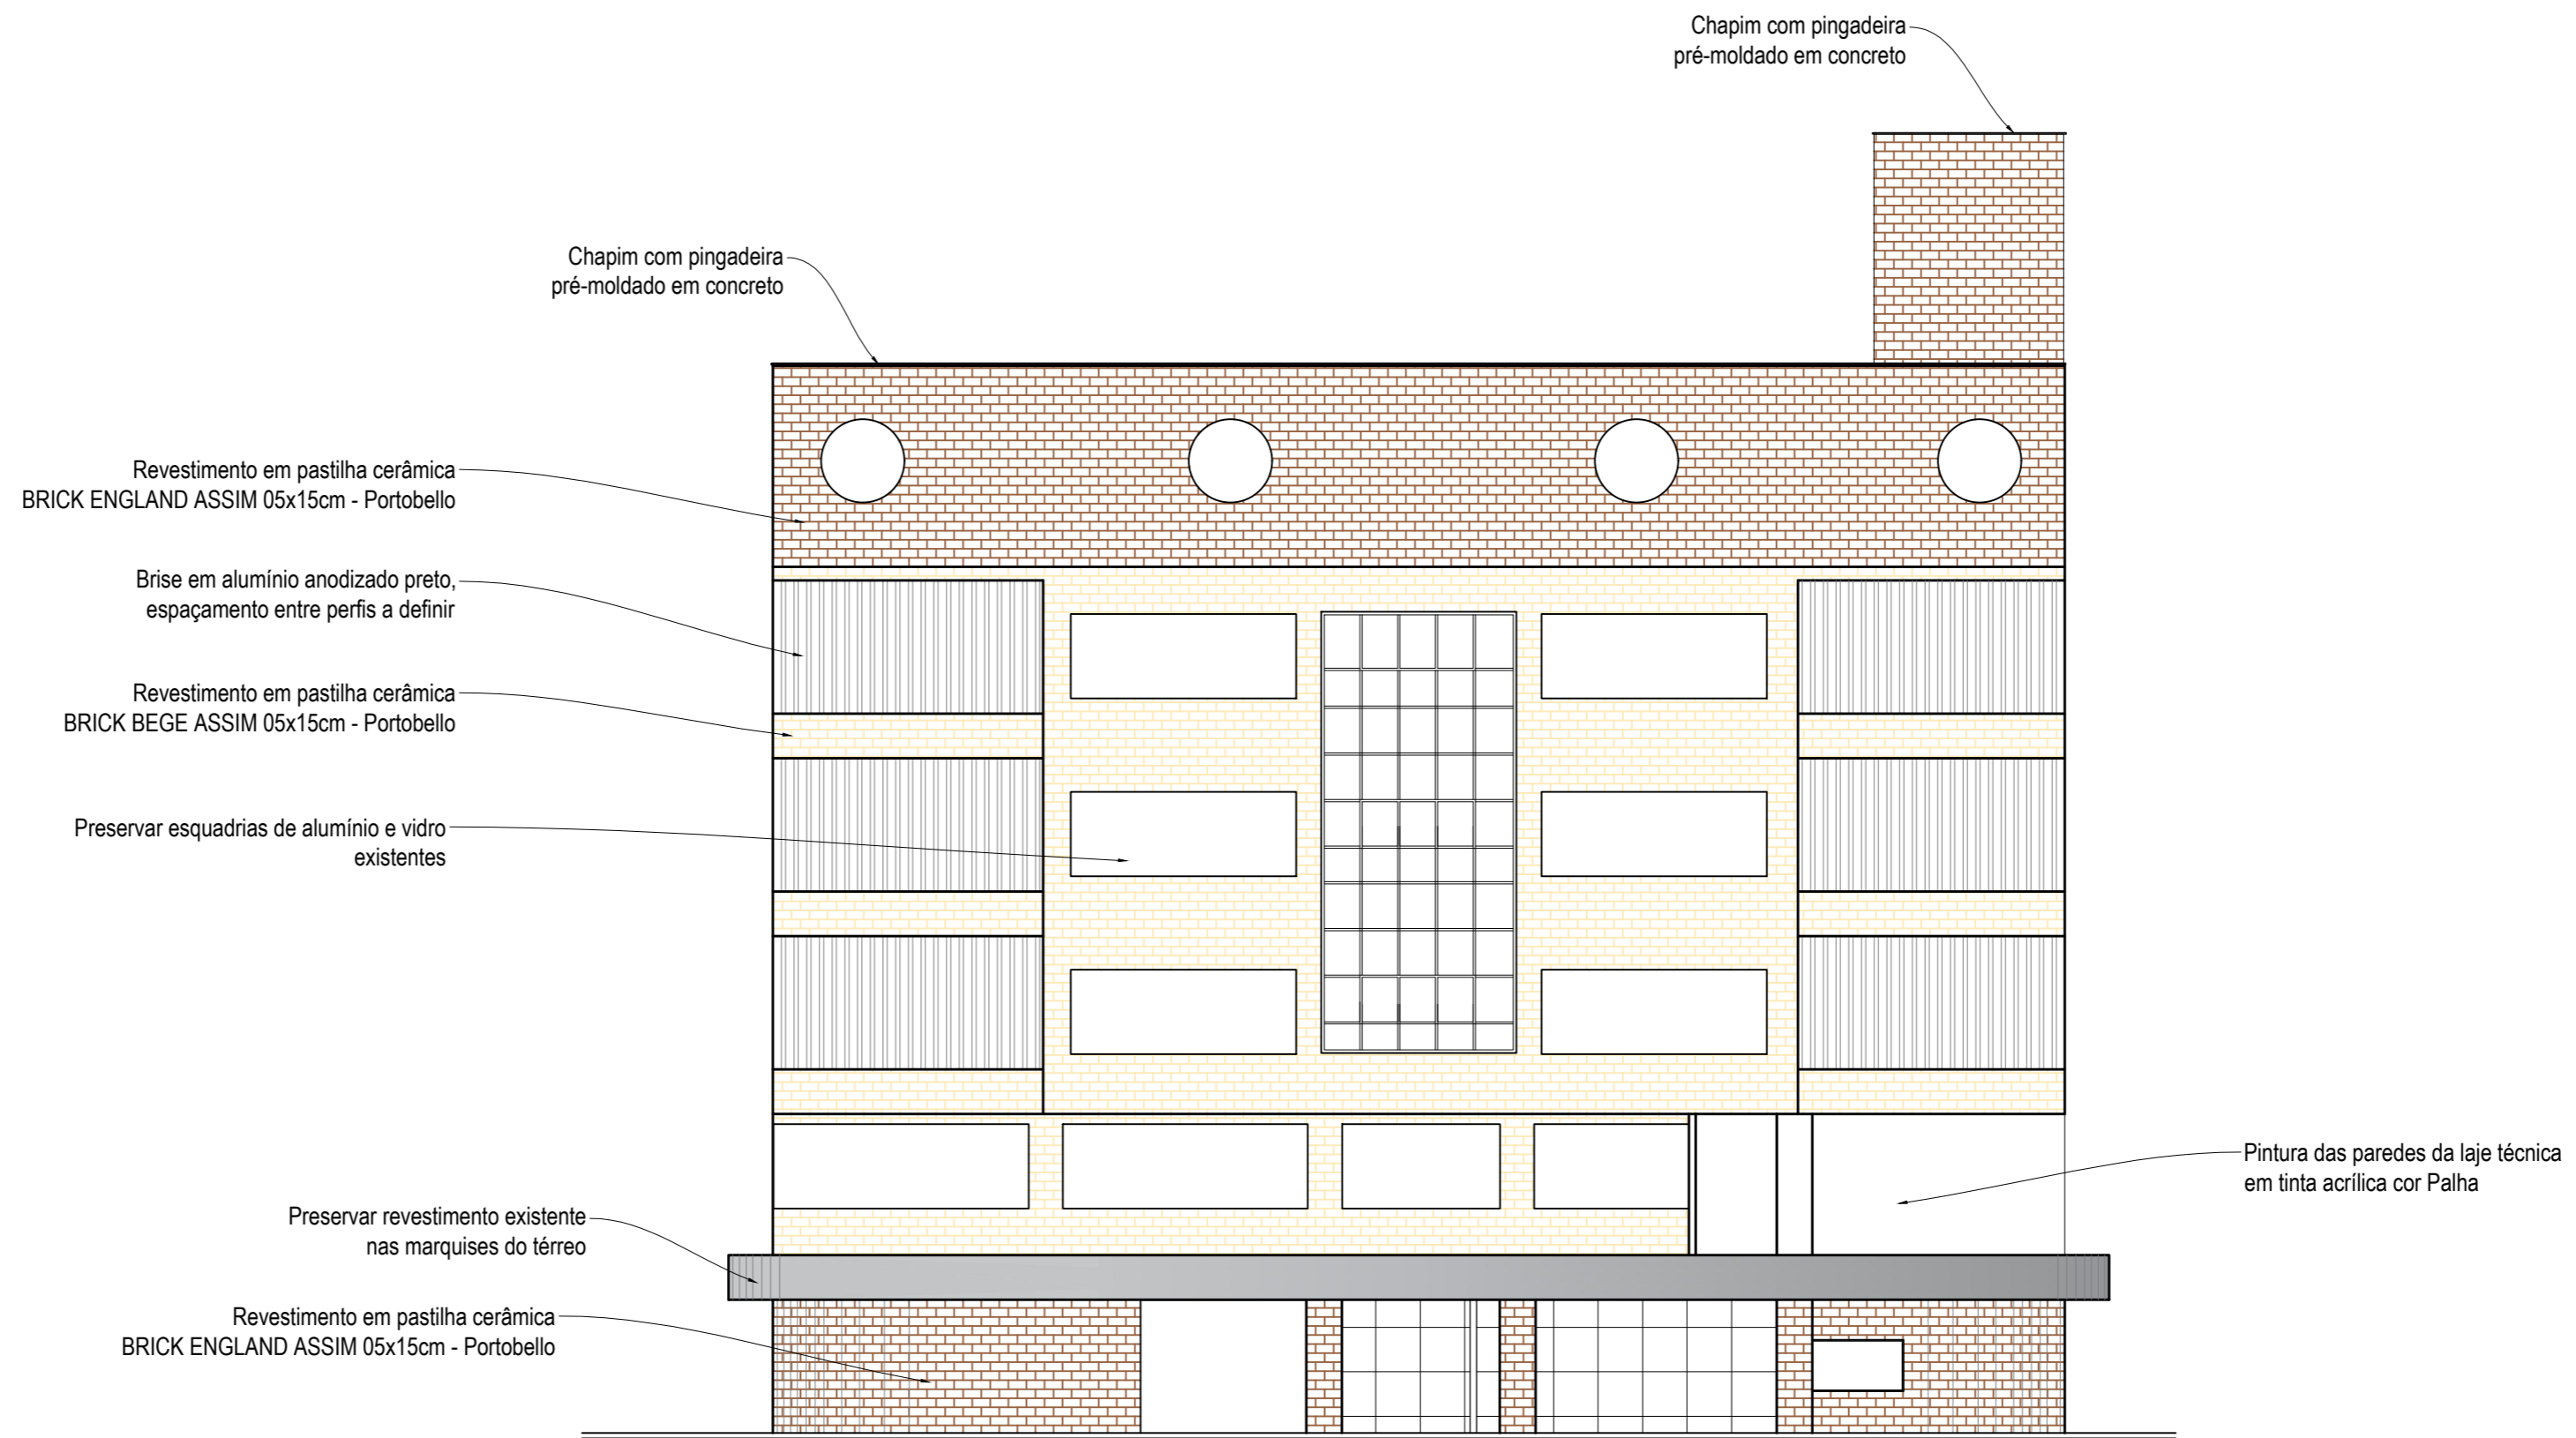 Chapim com pingadeira
pré-moldado em concreto
Chapim com pingadeira
pré-moldado em concreto
Revestimento em pastilha cerâmica
BRICK ENGLAND ASSIM 05x15cm - Portobello
Brise em alumínio anodizado preto,
espaçamento entre perfis a definir
Revestimento em pastilha cerâmica
BRICK BEGE ASSIM 05x15cm - Portobello
Preservar esquadrias de alumínio e vidro
existentes
Pintura das paredes da laje técnica
em tinta acrílica cor Palha
Preservar revestimento existente
nas marquises do térreo
Revestimento em pastilha cerâmica
BRICK ENGLAND ASSIM 05x15cm - Portobello